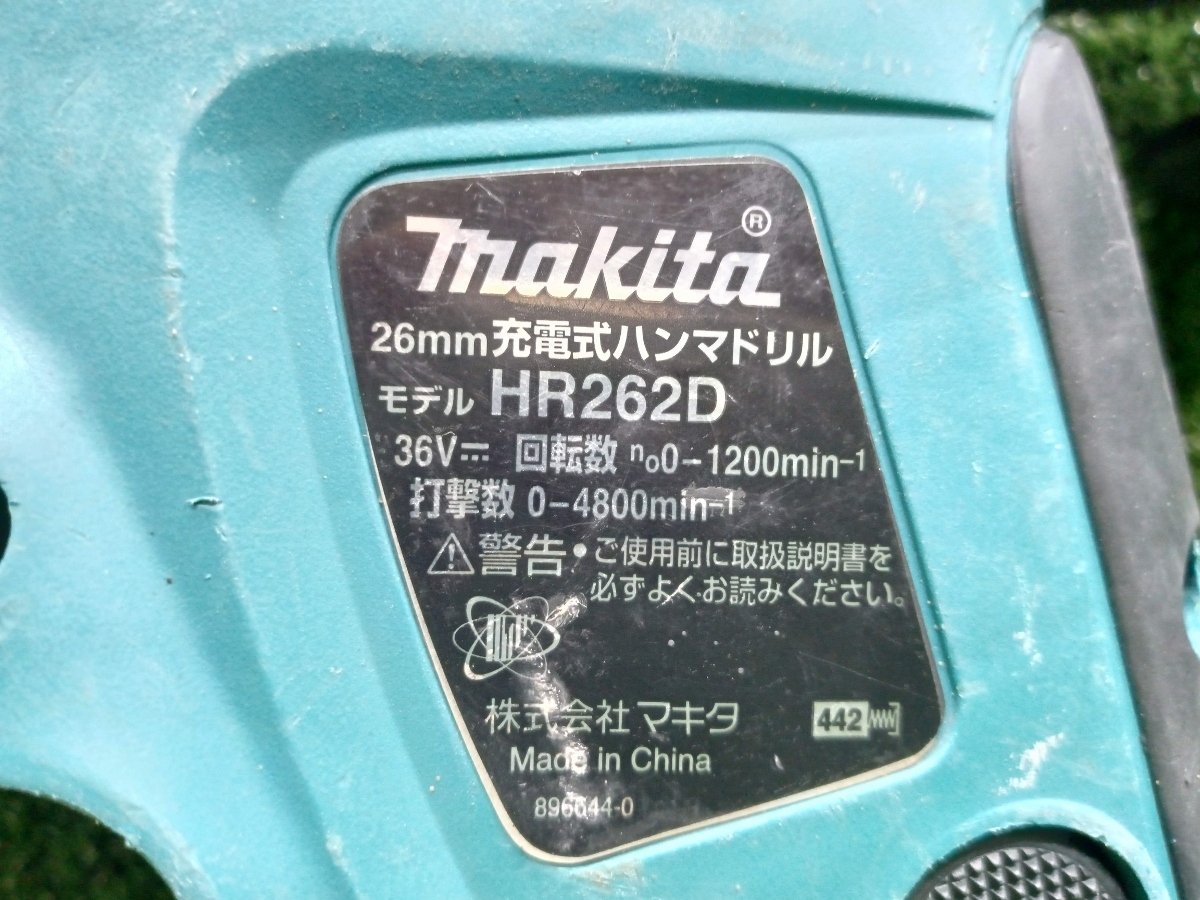 makita®
26mm充電式ハンマドリル
モデル HR262D
36V⎓ 回転数 n₀0-1200min⁻¹
打撃数 0-4800min⁻¹
⚠警告 •ご使用前に取扱説明書を
必ずよくお読みください。
株式会社 マキタ
442
Made in China
896644-0